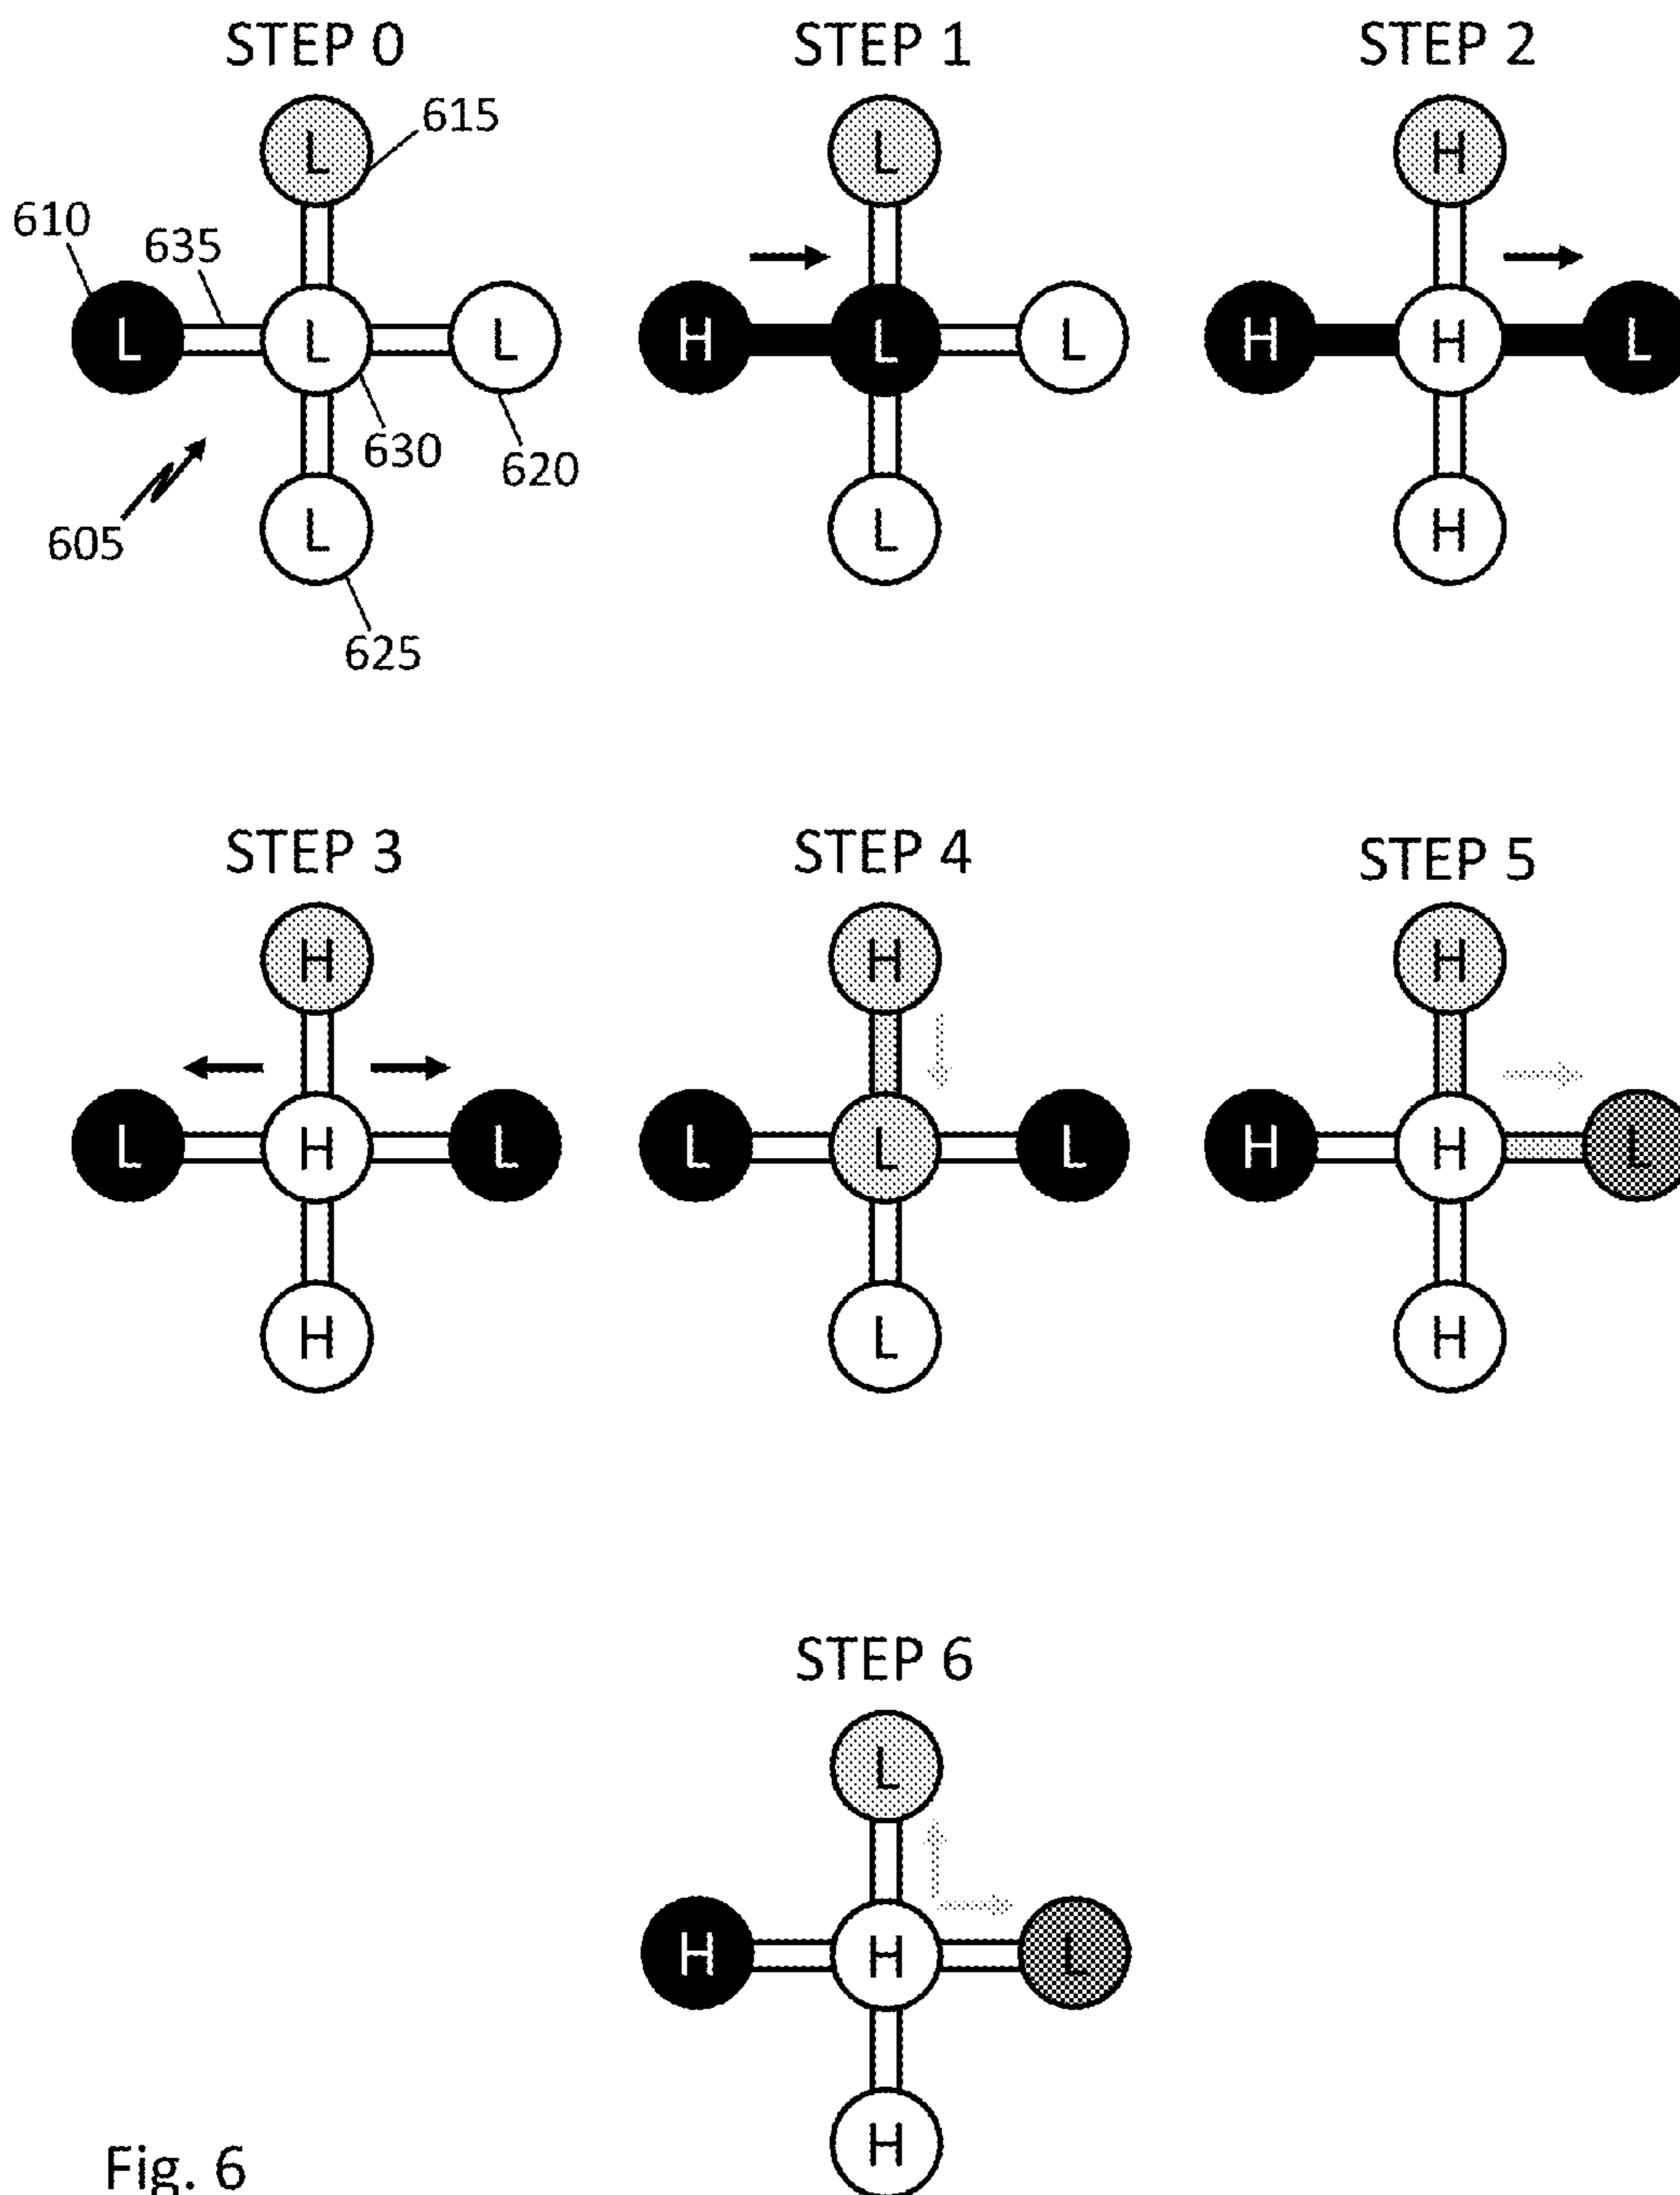 STEP 0 STEP 1 STEP 2
L 615 L H
610 635
L L L H L L H H L
630 620
605
L L H
625
STEP 3 STEP 4 STEP 5
H H H
L H L L L L H H L
H L H
STEP 6
L
H H L
H
Fig. 6